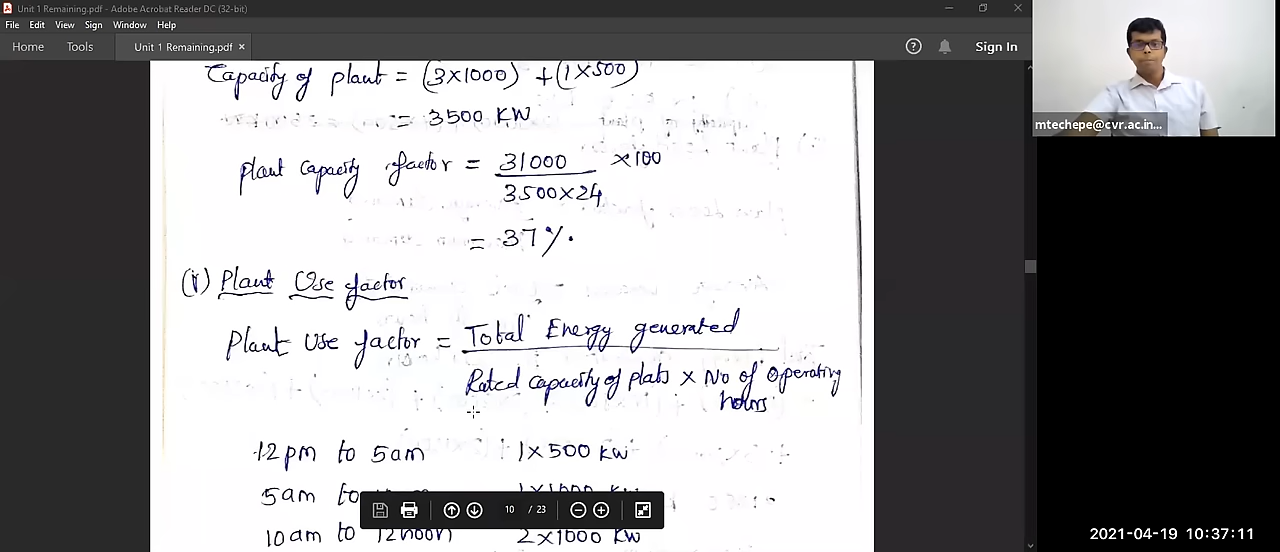 Unit 1 Remaining.pdf - Adobe Acrobat Reader DC (32-bit)
File Edit View Sign Window Help
Home Tools Unit 1 Remaining.pdf × Sign In
Capacity of plant = (3×1000) + (1×500)
= 3500 KW
plant capacity factor = 31000 ×100
3500×24
= 37%.
(v) Plant Use factor
Plant Use factor = Total Energy generated
Rated capacity of × No of Operating
hours
12pm to 5am 1×500 KW
5am to 1×1000 KW
10am to 12noon 2×1000 KW
10 / 23
mtechepe@cvr.ac.in...
2021-04-19 10:37:11